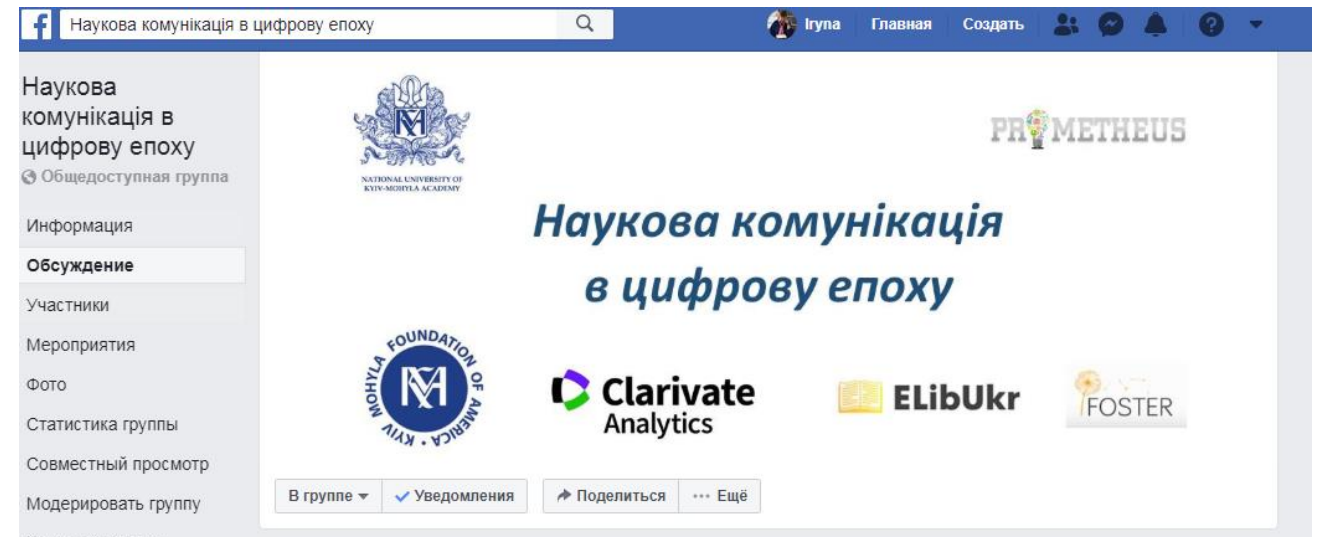 Наукова комунікація в цифрову епоху
Iryna Главная Создать
Наукова
комунікація в
цифрову епоху
Общедоступная группа
Информация
Обсуждение
Участники
Мероприятия
Фото
Статистика группы
Совместный просмотр
Модерировать группу
NATIONAL UNIVERSITY OF
KYIV-MOHYLA ACADEMY
PROMETHEUS
Наукова комунікація
в цифрову епоху
KYIV MOHYLA FOUNDATION OF AMERICA
Clarivate
Analytics
ELibUkr
FOSTER
В группе Уведомления Поделиться ... Ещё